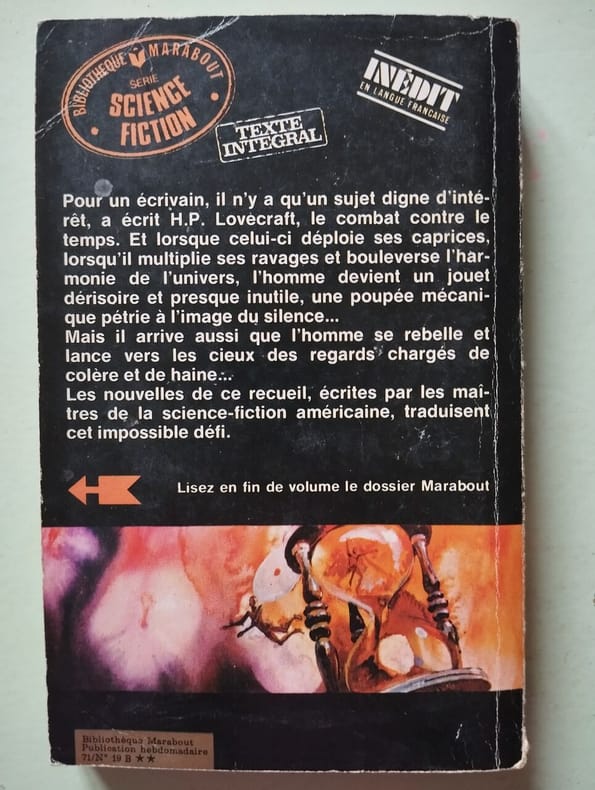 BIBLIOTHEQUE MARABOUT
SERIE
SCIENCE
FICTION
INÉDIT
EN LANGUE FRANÇAISE
TEXTE
INTEGRAL
Pour un écrivain, il n'y a qu'un sujet digne d'inté-
rêt, a écrit H.P. Lovecraft, le combat contre le
temps. Et lorsque celui-ci déploie ses caprices,
lorsqu'il multiplie ses ravages et bouleverse l'har-
monie de l'univers, l'homme devient un jouet
dérisoire et presque inutile, une poupée mécani-
que pétrie à l'image du silence...
Mais il arrive aussi que l'homme se rebelle et
lance vers les cieux des regards chargés de
colère et de haine...
Les nouvelles de ce recueil, écrites par les maî-
tres de la science-fiction américaine, traduisent
cet impossible défi.
Lisez en fin de volume le dossier Marabout
Bibliothèque Marabout
Publication hebdomadaire
71/N° 19 B ★★